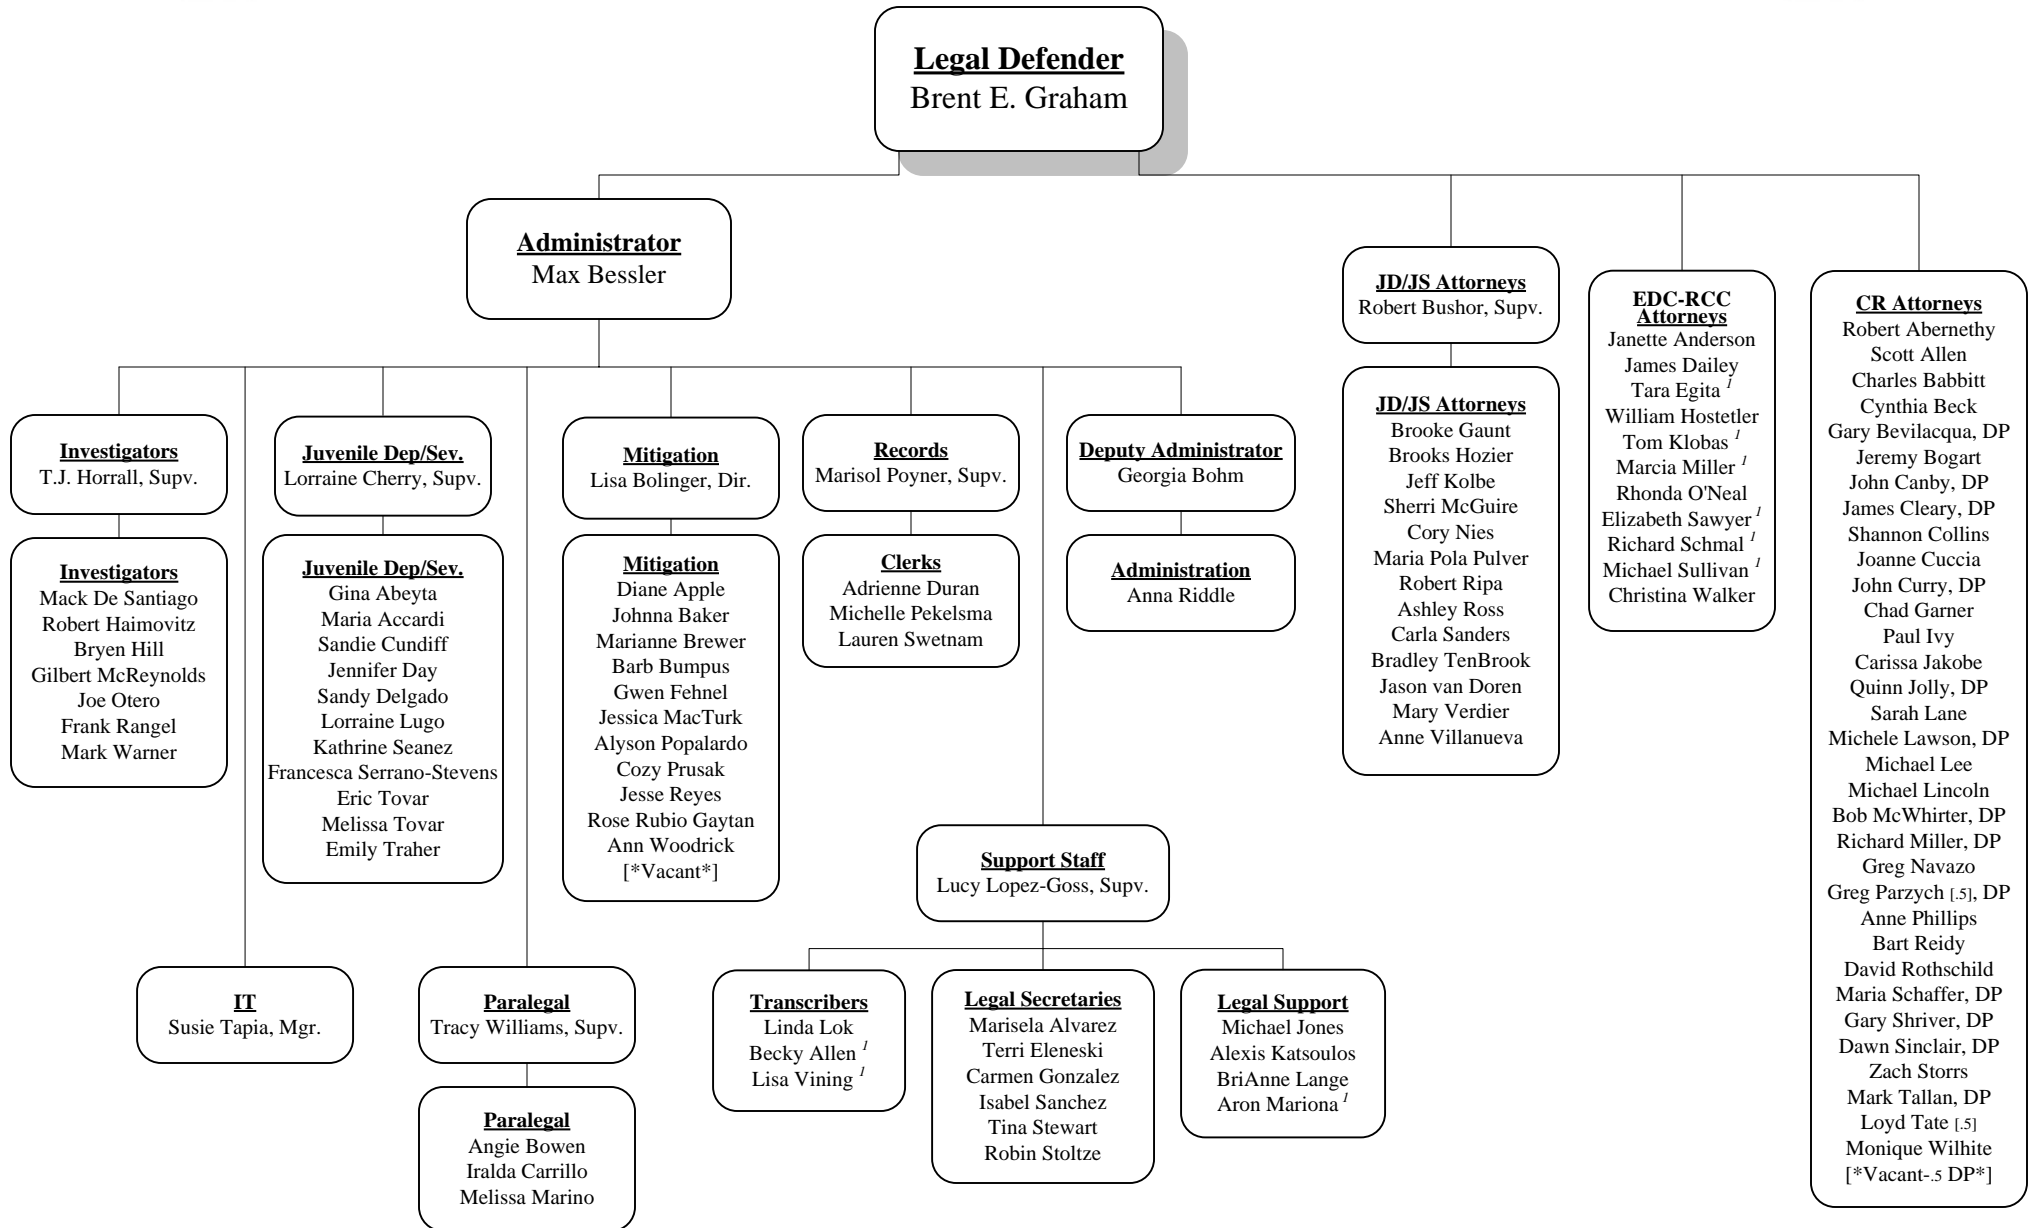 Legal Defender
Brent E. Graham
Administrator
Max Bessler
JD/JS Attorneys
Robert Bushor, Supv.
JD/JS Attorneys
Brooke Gaunt
Brooks Hozier
Jeff Kolbe
Sherri McGuire
Cory Nies
Maria Pola Pulver
Robert Ripa
Ashley Ross
Carla Sanders
Bradley TenBrook
Jason van Doren
Mary Verdier
Anne Villanueva
EDC-RCC
Attorneys
Janette Anderson
James Dailey
Tara Egita 1
William Hostetler
Tom Klobas 1
Marcia Miller 1
Rhonda O'Neal
Elizabeth Sawyer 1
Richard Schmal 1
Michael Sullivan 1
Christina Walker
CR Attorneys
Robert Abernethy
Scott Allen
Charles Babbitt
Cynthia Beck
Gary Bevilacqua, DP
Jeremy Bogart
John Canby, DP
James Cleary, DP
Shannon Collins
Joanne Cuccia
John Curry, DP
Chad Garner
Paul Ivy
Carissa Jakobe
Quinn Jolly, DP
Sarah Lane
Michele Lawson, DP
Michael Lee
Michael Lincoln
Bob McWhirter, DP
Richard Miller, DP
Greg Navazo
Greg Parzych [.5], DP
Anne Phillips
Bart Reidy
David Rothschild
Maria Schaffer, DP
Gary Shriver, DP
Dawn Sinclair, DP
Zach Storrs
Mark Tallan, DP
Loyd Tate [.5]
Monique Wilhite
[*Vacant-.5 DP*]
Investigators
T.J. Horrall, Supv.
Investigators
Mack De Santiago
Robert Haimovitz
Bryen Hill
Gilbert McReynolds
Joe Otero
Frank Rangel
Mark Warner
Juvenile Dep/Sev.
Lorraine Cherry, Supv.
Juvenile Dep/Sev.
Gina Abeyta
Maria Accardi
Sandie Cundiff
Jennifer Day
Sandy Delgado
Lorraine Lugo
Kathrine Seanez
Francesca Serrano-Stevens
Eric Tovar
Melissa Tovar
Emily Traher
Mitigation
Lisa Bolinger, Dir.
Mitigation
Diane Apple
Johnna Baker
Marianne Brewer
Barb Bumpus
Gwen Fehnel
Jessica MacTurk
Alyson Popalardo
Cozy Prusak
Jesse Reyes
Rose Rubio Gaytan
Ann Woodrick
[*Vacant*]
Records
Marisol Poyner, Supv.
Clerks
Adrienne Duran
Michelle Pekelsma
Lauren Swetnam
Deputy Administrator
Georgia Bohm
Administration
Anna Riddle
Support Staff
Lucy Lopez-Goss, Supv.
IT
Susie Tapia, Mgr.
Paralegal
Tracy Williams, Supv.
Paralegal
Angie Bowen
Iralda Carrillo
Melissa Marino
Transcribers
Linda Lok
Becky Allen 1
Lisa Vining 1
Legal Secretaries
Marisela Alvarez
Terri Eleneski
Carmen Gonzalez
Isabel Sanchez
Tina Stewart
Robin Stoltze
Legal Support
Michael Jones
Alexis Katsoulos
BriAnne Lange
Aron Mariona 1